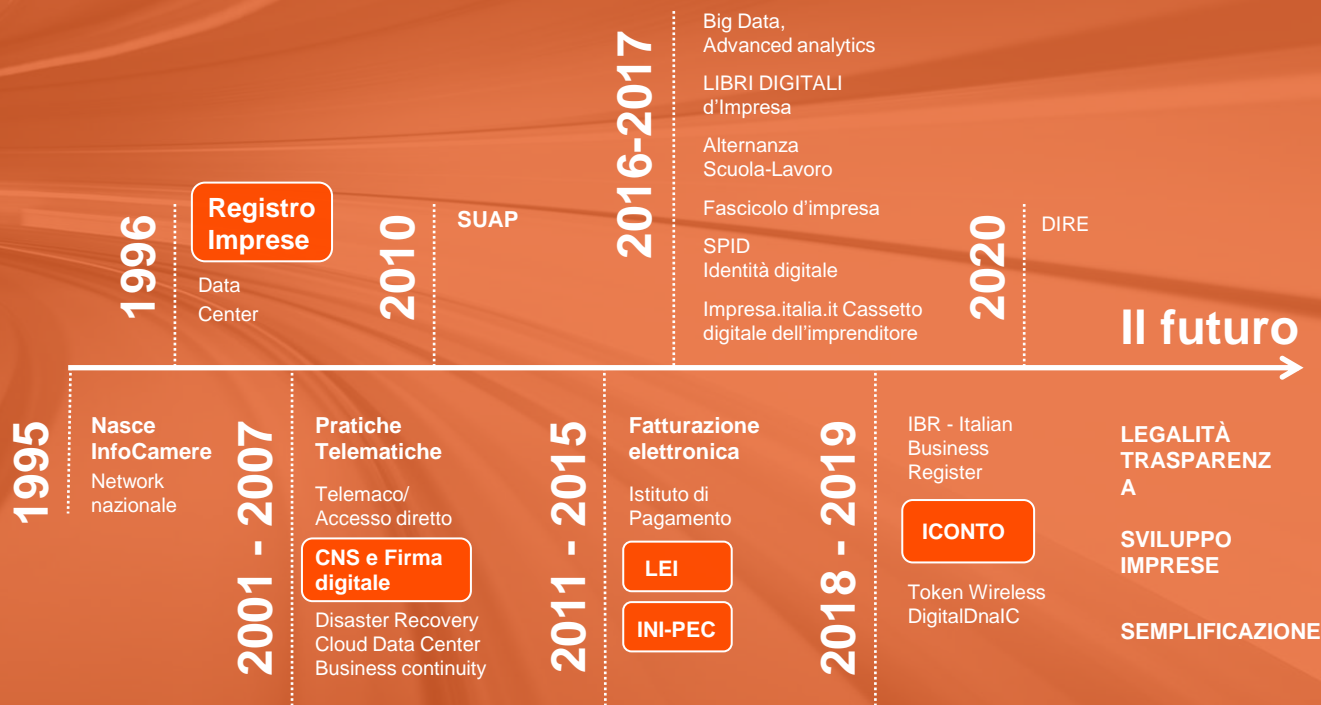 1995
Nasce
InfoCamere
Network
nazionale
1996
Registro
Imprese
Data
Center
2001 - 2007
Pratiche
Telematiche
Telemaco/
Accesso diretto
CNS e Firma
digitale
Disaster Recovery
Cloud Data Center
Business continuity
2010
SUAP
2011 - 2015
Fatturazione
elettronica
Istituto di
Pagamento
LEI
INI-PEC
2016-2017
Big Data,
Advanced analytics
LIBRI DIGITALI
d’Impresa
Alternanza
Scuola-Lavoro
Fascicolo d’impresa
SPID
Identità digitale
Impresa.italia.it Cassetto
digitale dell’imprenditore
2018 - 2019
IBR - Italian
Business
Register
ICONTO
Token Wireless
DigitalDnaIC
2020
DIRE
Il futuro
LEGALITÀ
TRASPARENZ
A
SVILUPPO
IMPRESE
SEMPLIFICAZIONE